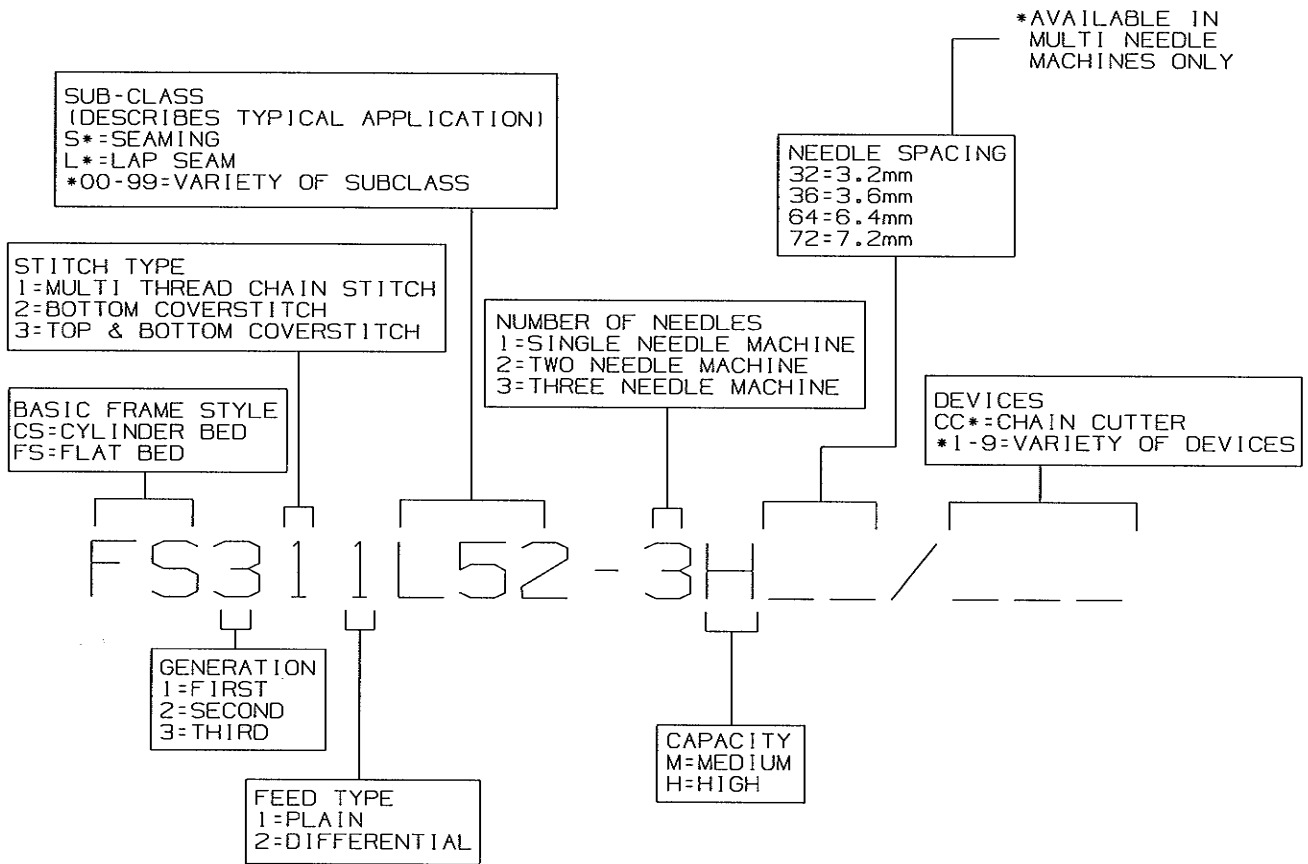 *AVAILABLE IN
MULTI NEEDLE
MACHINES ONLY
SUB-CLASS
(DESCRIBES TYPICAL APPLICATION)
S*=SEAMING
L*=LAP SEAM
*00-99=VARIETY OF SUBCLASS
NEEDLE SPACING
32=3.2mm
36=3.6mm
64=6.4mm
72=7.2mm
STITCH TYPE
1=MULTI THREAD CHAIN STITCH
2=BOTTOM COVERSTITCH
3=TOP & BOTTOM COVERSTITCH
NUMBER OF NEEDLES
1=SINGLE NEEDLE MACHINE
2=TWO NEEDLE MACHINE
3=THREE NEEDLE MACHINE
BASIC FRAME STYLE
CS=CYLINDER BED
FS=FLAT BED
DEVICES
CC*=CHAIN CUTTER
*1-9=VARIETY OF DEVICES
FS311L52-3H__/___
GENERATION
1=FIRST
2=SECOND
3=THIRD
CAPACITY
M=MEDIUM
H=HIGH
FEED TYPE
1=PLAIN
2=DIFFERENTIAL